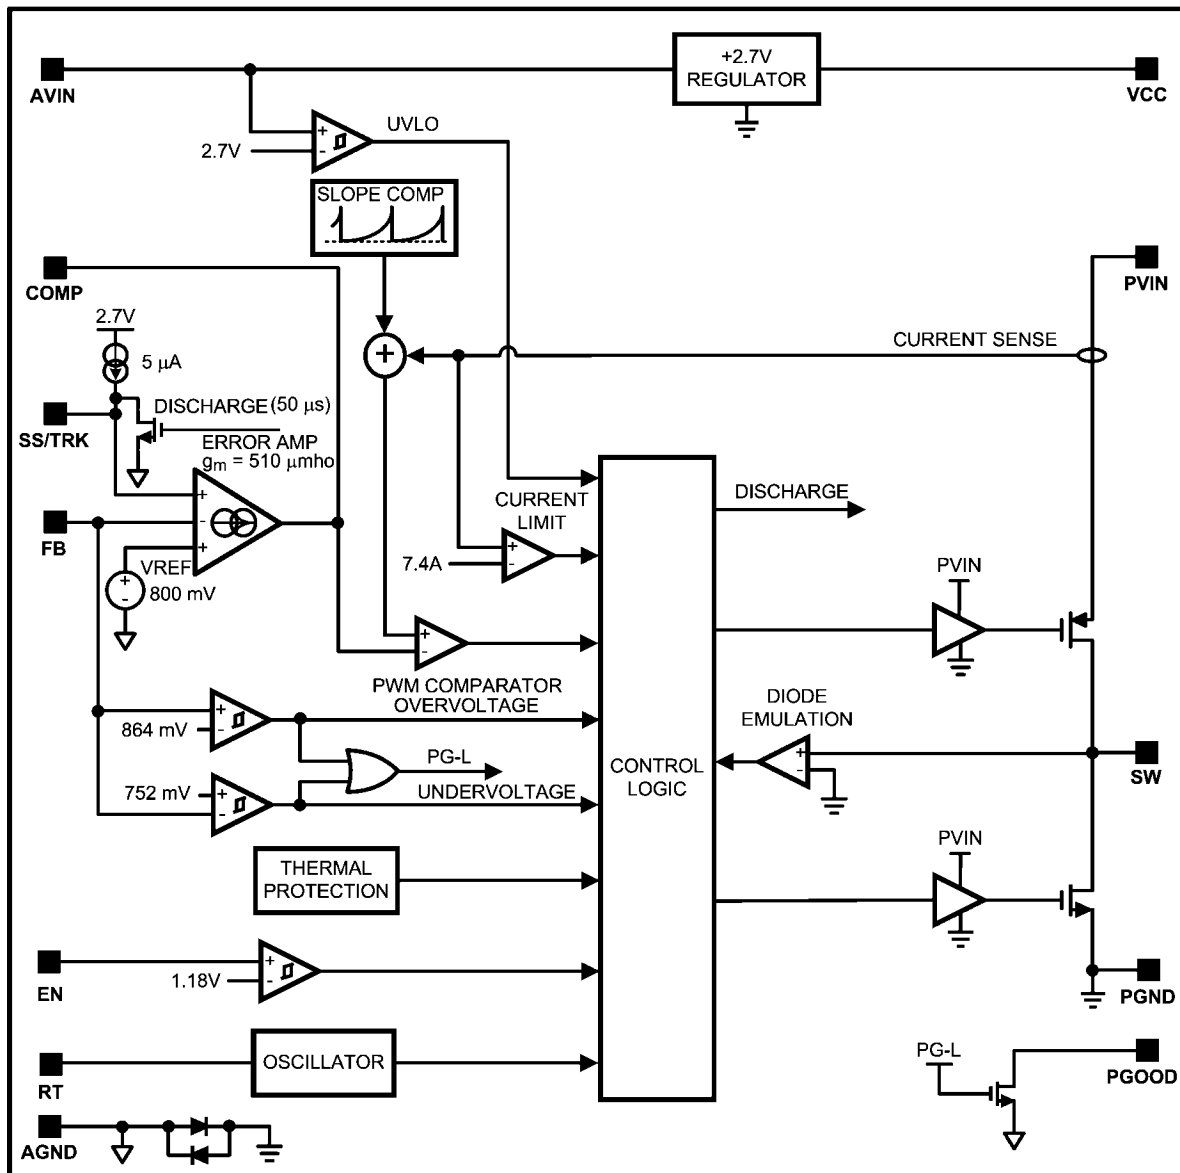 +2.7V
REGULATOR
AVIN
VCC
UVLO
+
-
2.7V
SLOPE COMP
COMP
PVIN
2.7V
+
CURRENT SENSE
5 μA
DISCHARGE (50 μs)
SS/TRK
ERROR AMP
gm = 510 μmho
+
-
+
FB
CURRENT
LIMIT
DISCHARGE
+
-
7.4A
VREF
+
-
800 mV
PVIN
+
-
PWM COMPARATOR
OVERVOLTAGE
+
-
864 mV
DIODE
EMULATION
PG-L
+
-
CONTROL
LOGIC
SW
752 mV
+
-
UNDERVOLTAGE
THERMAL
PROTECTION
PVIN
EN
+
-
1.18V
PGND
OSCILLATOR
RT
PG-L
PGOOD
AGND